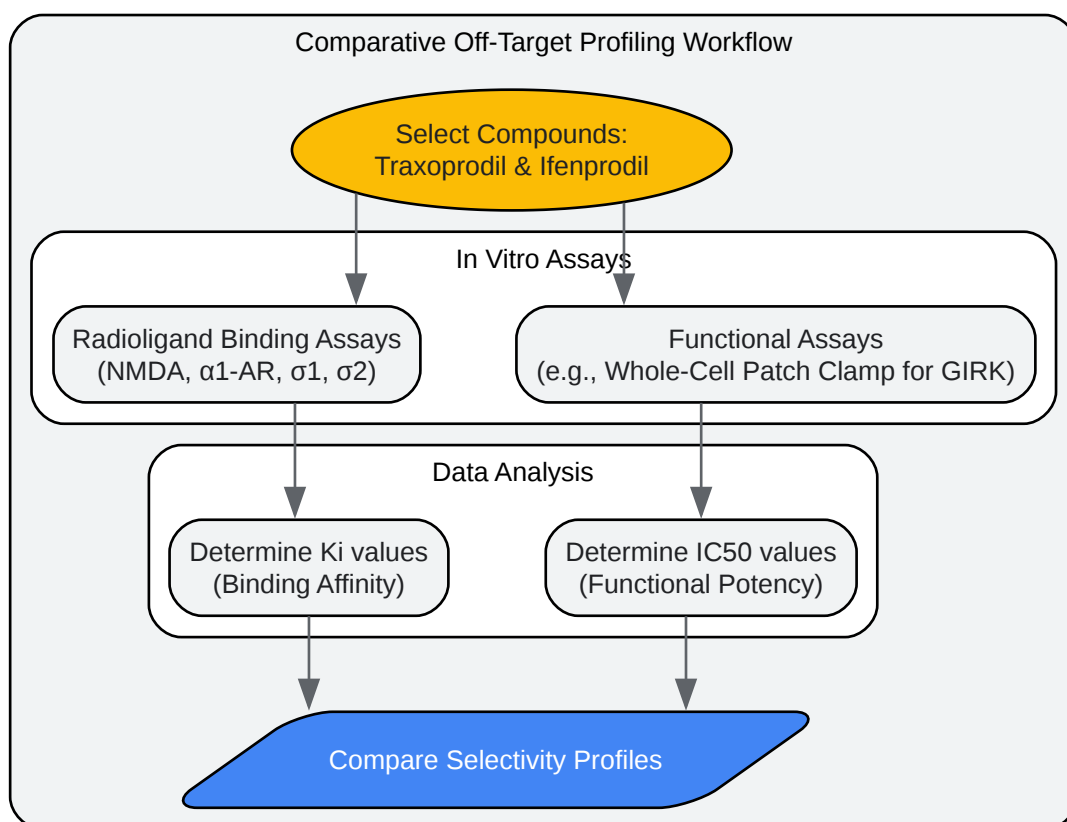 Comparative Off-Target Profiling Workflow
Select Compounds:
Traxoprodil & Ifenprodil
In Vitro Assays
Radioligand Binding Assays
(NMDA, α1-AR, σ1, σ2)
Functional Assays
(e.g., Whole-Cell Patch Clamp for GIRK)
Data Analysis
Determine Ki values
(Binding Affinity)
Determine IC50 values
(Functional Potency)
Compare Selectivity Profiles